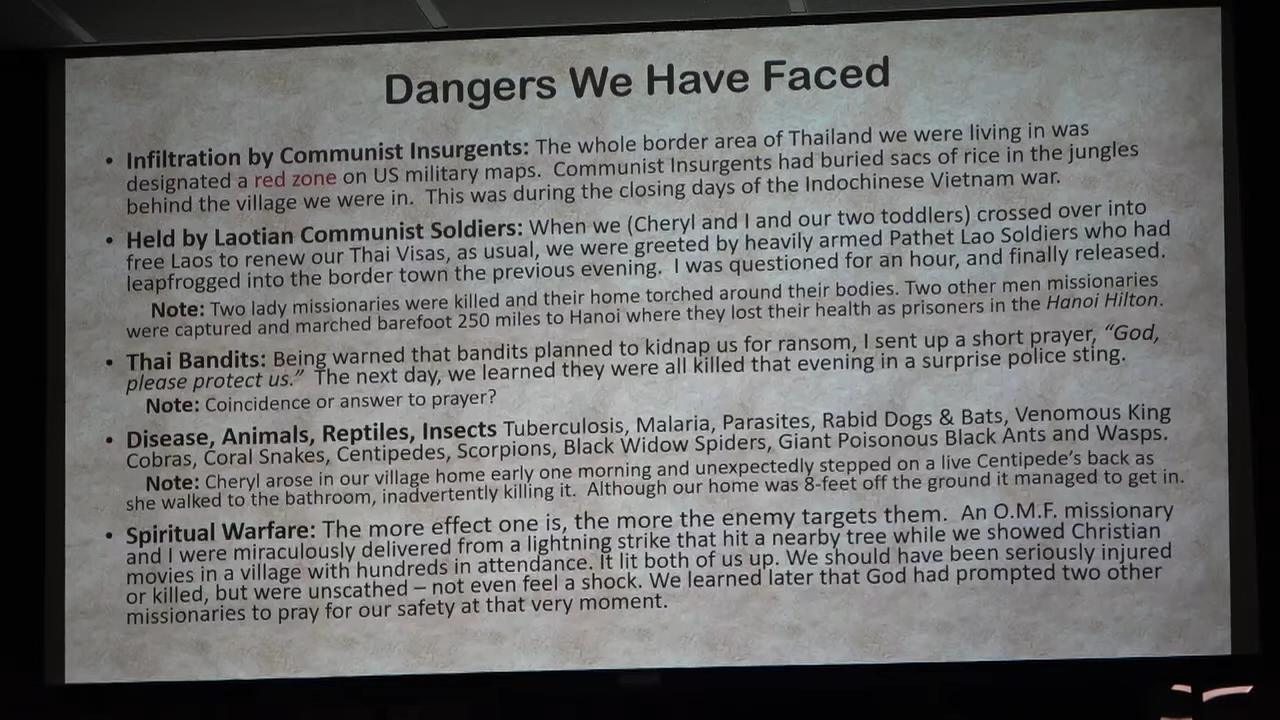 Dangers We Have Faced
• Infiltration by Communist Insurgents: The whole border area of Thailand we were living in was
designated a red zone on US military maps. Communist Insurgents had buried sacs of rice in the jungles
behind the village we were in. This was during the closing days of the Indochinese Vietnam war.
• Held by Laotian Communist Soldiers: When we (Cheryl and I and our two toddlers) crossed over into
free Laos to renew our Thai Visas, as usual, we were greeted by heavily armed Pathet Lao Soldiers who had
leapfrogged into the border town the previous evening. I was questioned for an hour, and finally released.
Note: Two lady missionaries were killed and their home torched around their bodies. Two other men missionaries
were captured and marched barefoot 250 miles to Hanoi where they lost their health as prisoners in the Hanoi Hilton.
• Thai Bandits: Being warned that bandits planned to kidnap us for ransom, I sent up a short prayer, “God,
please protect us.” The next day, we learned they were all killed that evening in a surprise police sting.
Note: Coincidence or answer to prayer?
• Disease, Animals, Reptiles, Insects Tuberculosis, Malaria, Parasites, Rabid Dogs & Bats, Venomous King
Cobras, Coral Snakes, Centipedes, Scorpions, Black Widow Spiders, Giant Poisonous Black Ants and Wasps.
Note: Cheryl arose in our village home early one morning and unexpectedly stepped on a live Centipede’s back as
she walked to the bathroom, inadvertently killing it. Although our home was 8-feet off the ground it managed to get in.
• Spiritual Warfare: The more effect one is, the more the enemy targets them. An O.M.F. missionary
and I were miraculously delivered from a lightning strike that hit a nearby tree while we showed Christian
movies in a village with hundreds in attendance. It lit both of us up. We should have been seriously injured
or killed, but were unscathed – not even feel a shock. We learned later that God had prompted two other
missionaries to pray for our safety at that very moment.